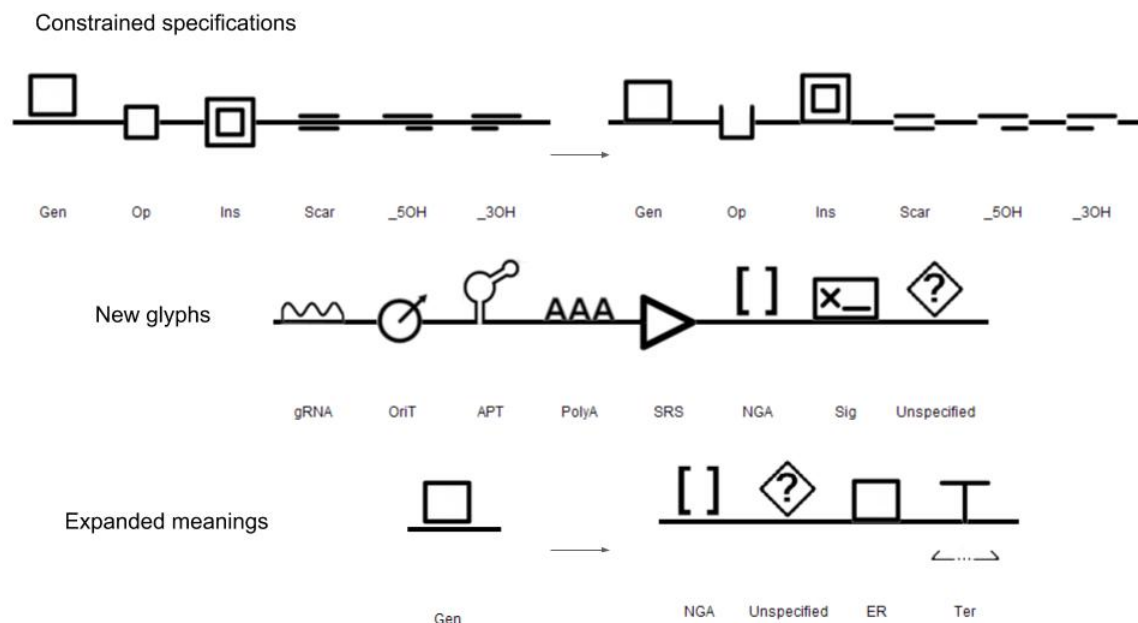 Constrained specifications
Gen Op Ins Scar _5OH _3OH Gen Op Ins Scar _5OH _3OH
New glyphs
AAA [ ] x_ ?
gRNA OriT APT PolyA SRS NGA Sig Unspecified
Expanded meanings
[ ] ?
...
Gen NGA Unspecified ER Ter